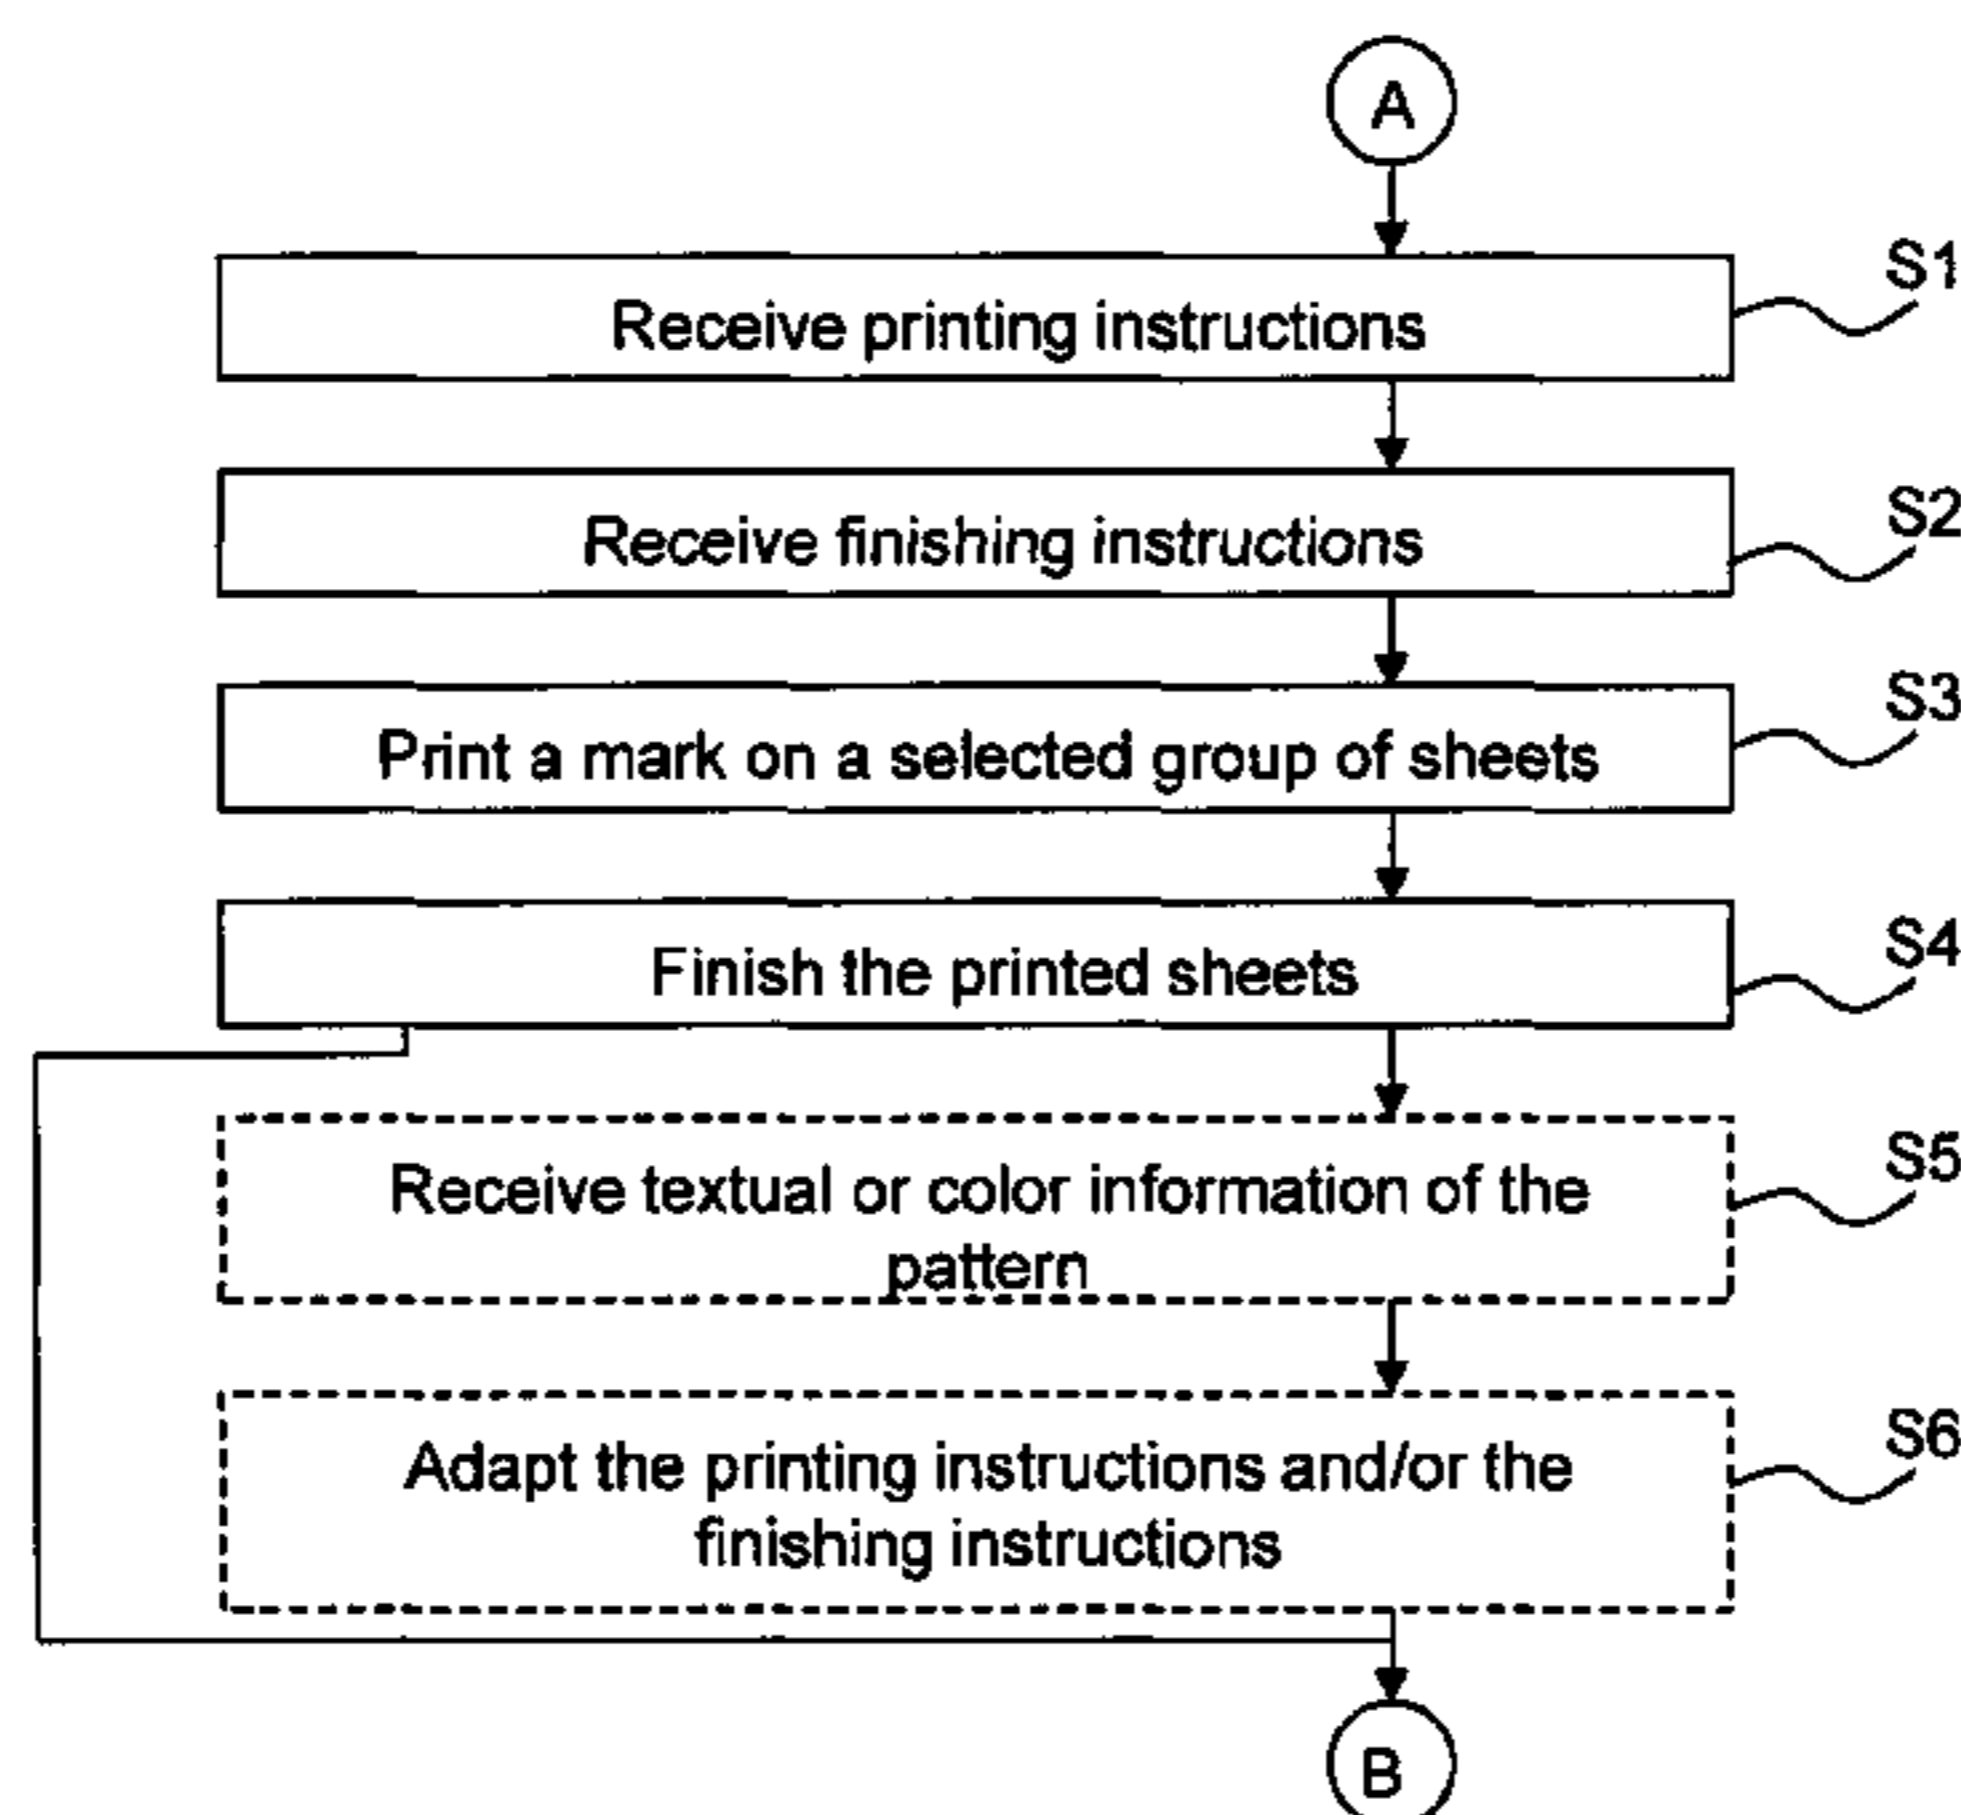 A
Receive printing instructions
S1
Receive finishing instructions
S2
Print a mark on a selected group of sheets
S3
Finish the printed sheets
S4
Receive textual or color information of the
pattern
S5
Adapt the printing instructions and/or the
finishing instructions
S6
B